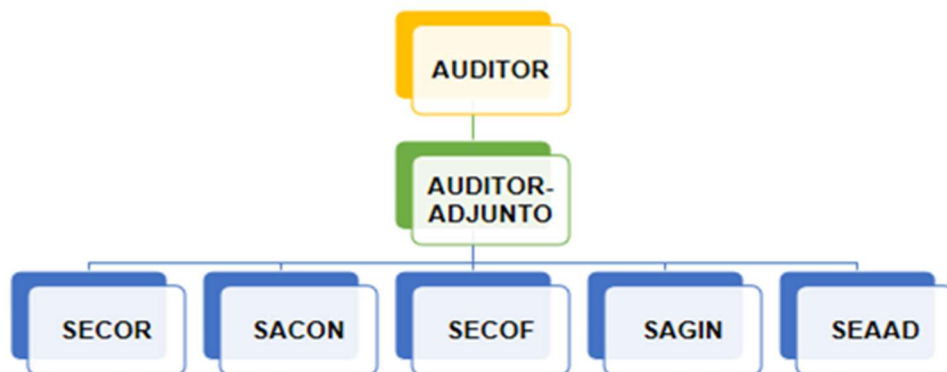 AUDITOR
AUDITOR-
ADJUNTO
SECOR
SACON
SECOF
SAGIN
SEAAD